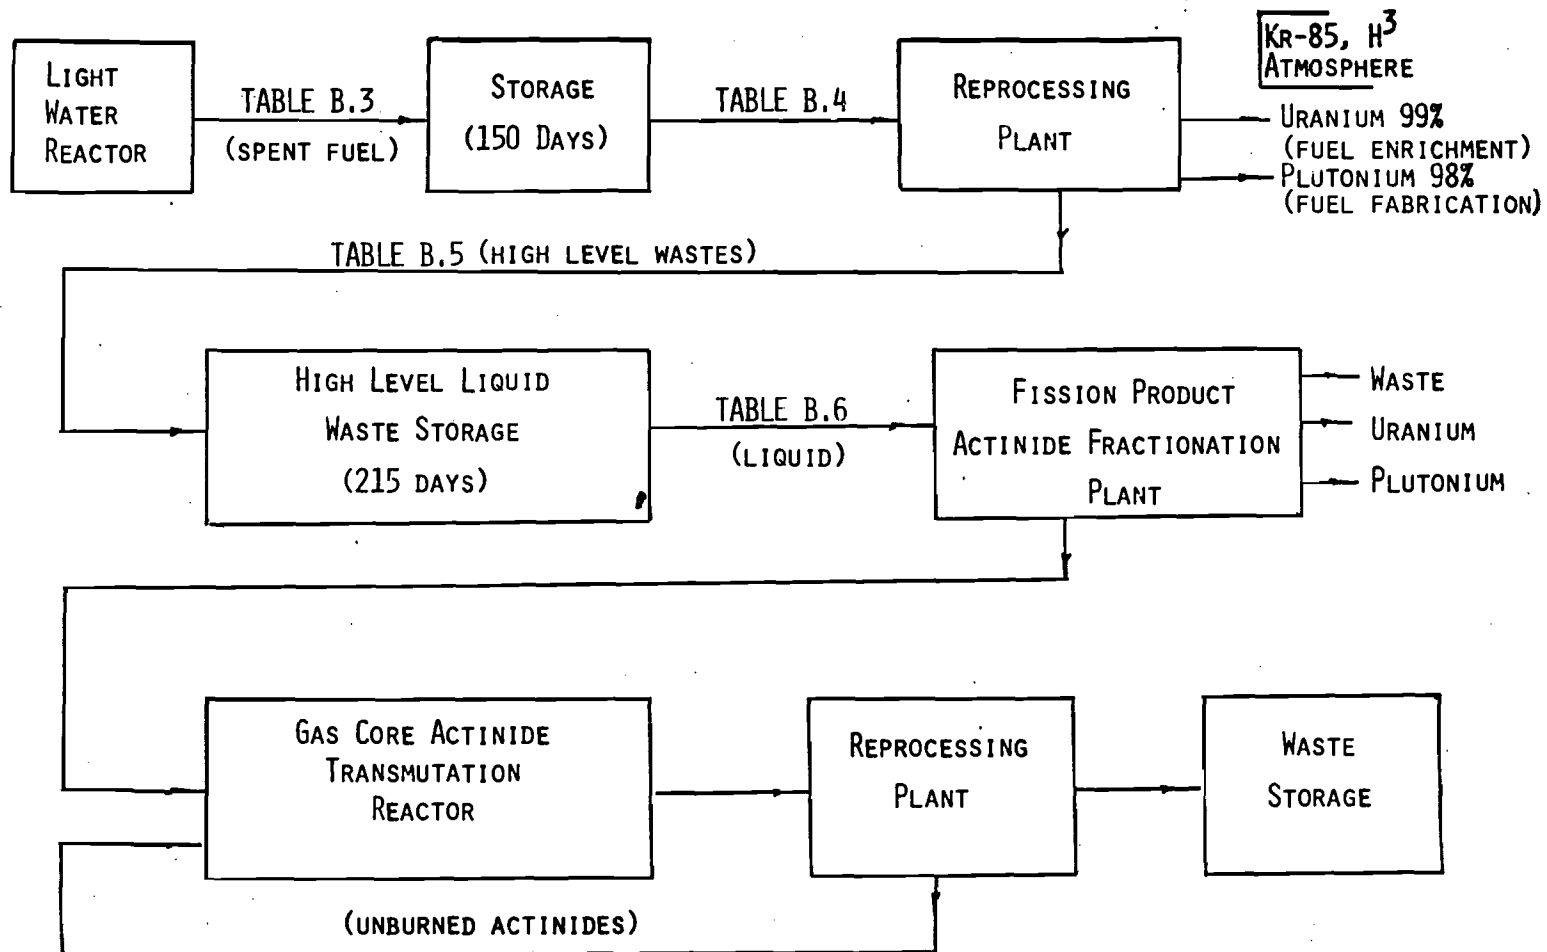 LIGHT
WATER
REACTOR
TABLE B.3
(SPENT FUEL)
STORAGE
(150 DAYS)
TABLE B.4
REPROCESSING
PLANT
KR-85, H³
ATMOSPHERE
URANIUM 99%
(FUEL ENRICHMENT)
PLUTONIUM 98%
(FUEL FABRICATION)
TABLE B.5 (HIGH LEVEL WASTES)
HIGH LEVEL LIQUID
WASTE STORAGE
(215 DAYS)
TABLE B.6
(LIQUID)
FISSION PRODUCT
ACTINIDE FRACTIONATION
PLANT
WASTE
URANIUM
PLUTONIUM
GAS CORE ACTINIDE
TRANSMUTATION
REACTOR
REPROCESSING
PLANT
WASTE
STORAGE
(UNBURNED ACTINIDES)